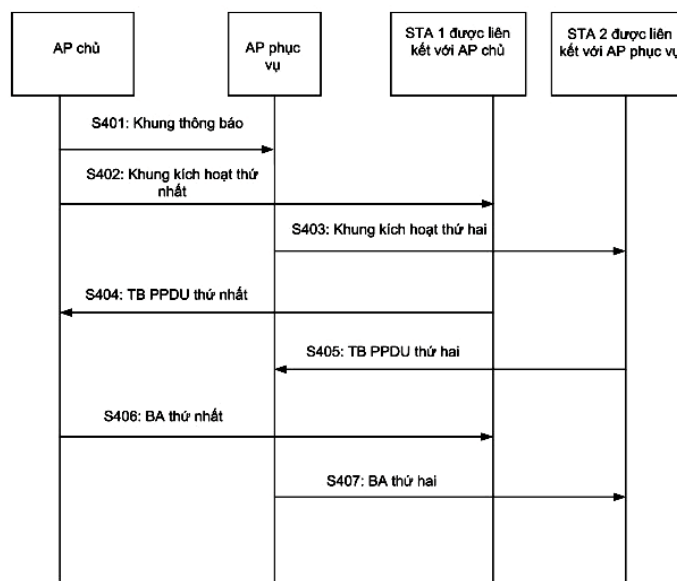 AP chủ
AP phục
vụ
STA 1 được liên
kết với AP chủ
STA 2 được liên
kết với AP phục vụ
S401: Khung thông báo
S402: Khung kích hoạt thứ
nhất
S403: Khung kích hoạt thứ hai
S404: TB PPDU thứ nhất
S405: TB PPDU thứ hai
S406: BA thứ nhất
S407: BA thứ hai